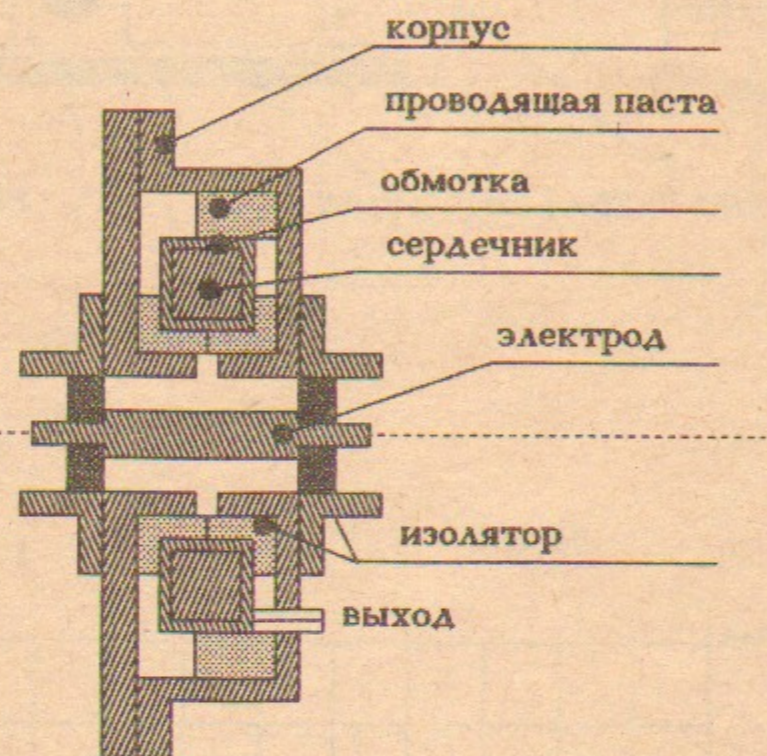 корпус
проводящая паста
обмотка
сердечник
электрод
изолятор
выход